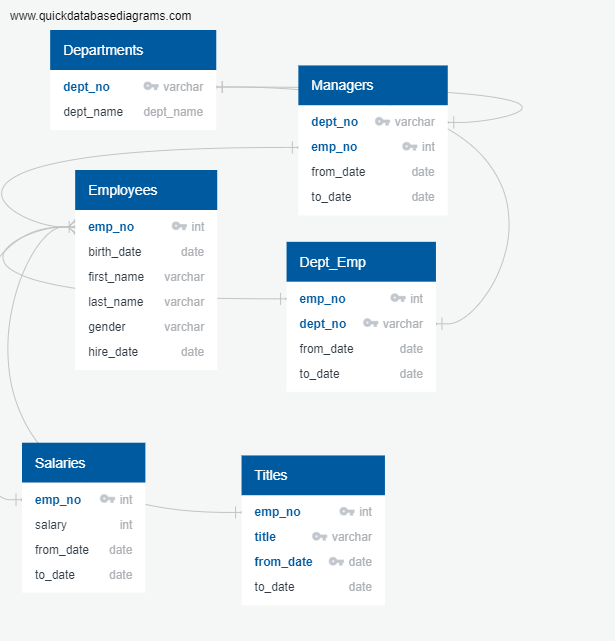 www.quickdatabasediagrams.com
Departments
dept_no varchar
dept_name dept_name
Managers
dept_no varchar
emp_no int
from_date date
to_date date
Employees
emp_no int
birth_date date
first_name varchar
last_name varchar
gender varchar
hire_date date
Dept_Emp
emp_no int
dept_no varchar
from_date date
to_date date
Salaries
emp_no int
salary int
from_date date
to_date date
Titles
emp_no int
title varchar
from_date date
to_date date